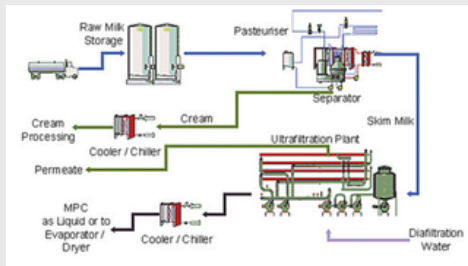 Raw Milk
Storage
Pasteuriser
Separator
Cream
Cream
Processing
Cooler / Chiller
Skim Milk
Ultrafiltration Plant
Permeate
MPC
as Liquid or to
Evaporator /
Dryer
Cooler / Chiller
Diafiltration
Water